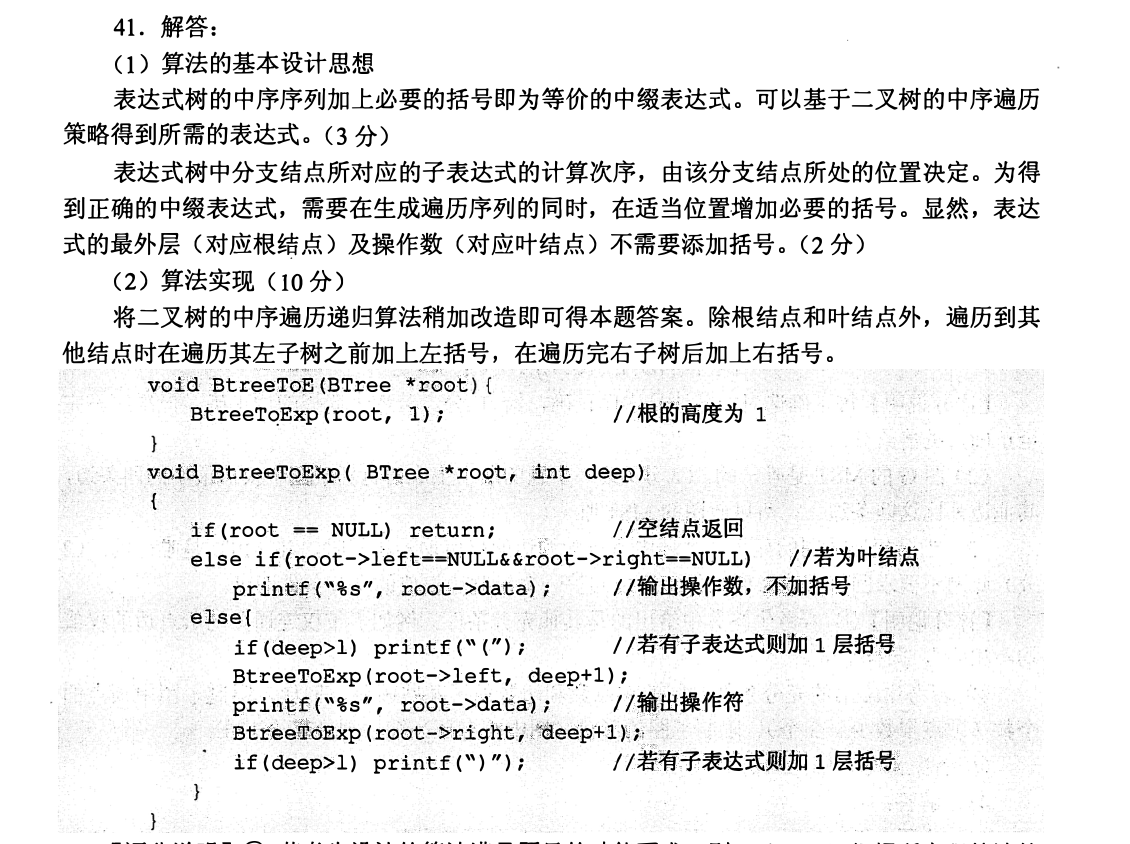 41．解答：
（1）算法的基本设计思想
表达式树的中序序列加上必要的括号即为等价的中缀表达式。可以基于二叉树的中序遍历
策略得到所需的表达式。（3 分）
表达式树中分支结点所对应的子表达式的计算次序，由该分支结点所处的位置决定。为得
到正确的中缀表达式，需要在生成遍历序列的同时，在适当位置增加必要的括号。显然，表达
式的最外层（对应根结点）及操作数（对应叶结点）不需要添加括号。（2 分）
（2）算法实现（10 分）
将二叉树的中序遍历递归算法稍加改造即可得本题答案。除根结点和叶结点外，遍历到其
他结点时在遍历其左子树之前加上左括号，在遍历完右子树后加上右括号。
void BtreeToE(BTree *root){
BtreeToExp(root, 1); //根的高度为 1
}
void BtreeToExp( BTree *root, int deep)
{
if(root == NULL) return; //空结点返回
else if(root->left==NULL&&root->right==NULL) //若为叶结点
printf(“%s”, root->data); //输出操作数，不加括号
else{
if(deep>1) printf(“(”); //若有子表达式则加 1 层括号
BtreeToExp(root->left, deep+1);
printf(“%s”, root->data); //输出操作符
BtreeToExp(root->right, deep+1);
if(deep>1) printf(“)”); //若有子表达式则加 1 层括号
}
}